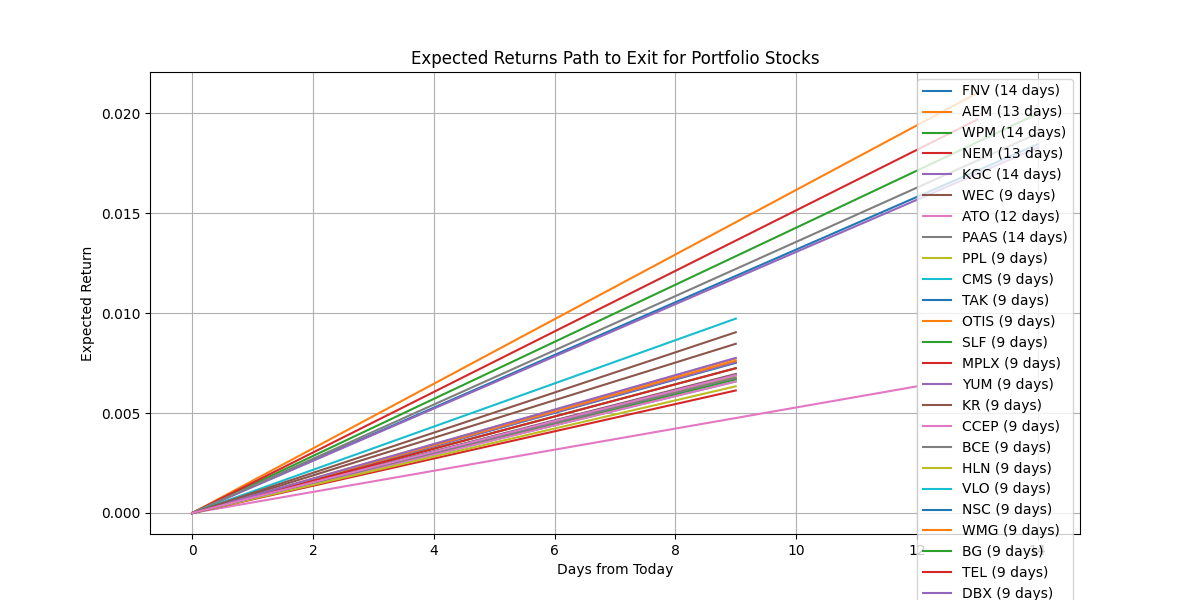 Expected Returns Path to Exit for Portfolio Stocks
Expected Return
0.020
0.015
0.010
0.005
0.000
0
2
4
6
8
10
Days from Today
FNV (14 days)
AEM (13 days)
WPM (14 days)
NEM (13 days)
KGC (14 days)
WEC (9 days)
ATO (12 days)
PAAS (14 days)
PPL (9 days)
CMS (9 days)
TAK (9 days)
OTIS (9 days)
SLF (9 days)
MPLX (9 days)
YUM (9 days)
KR (9 days)
CCEP (9 days)
BCE (9 days)
HLN (9 days)
VLO (9 days)
NSC (9 days)
WMG (9 days)
BG (9 days)
TEL (9 days)
DBX (9 days)